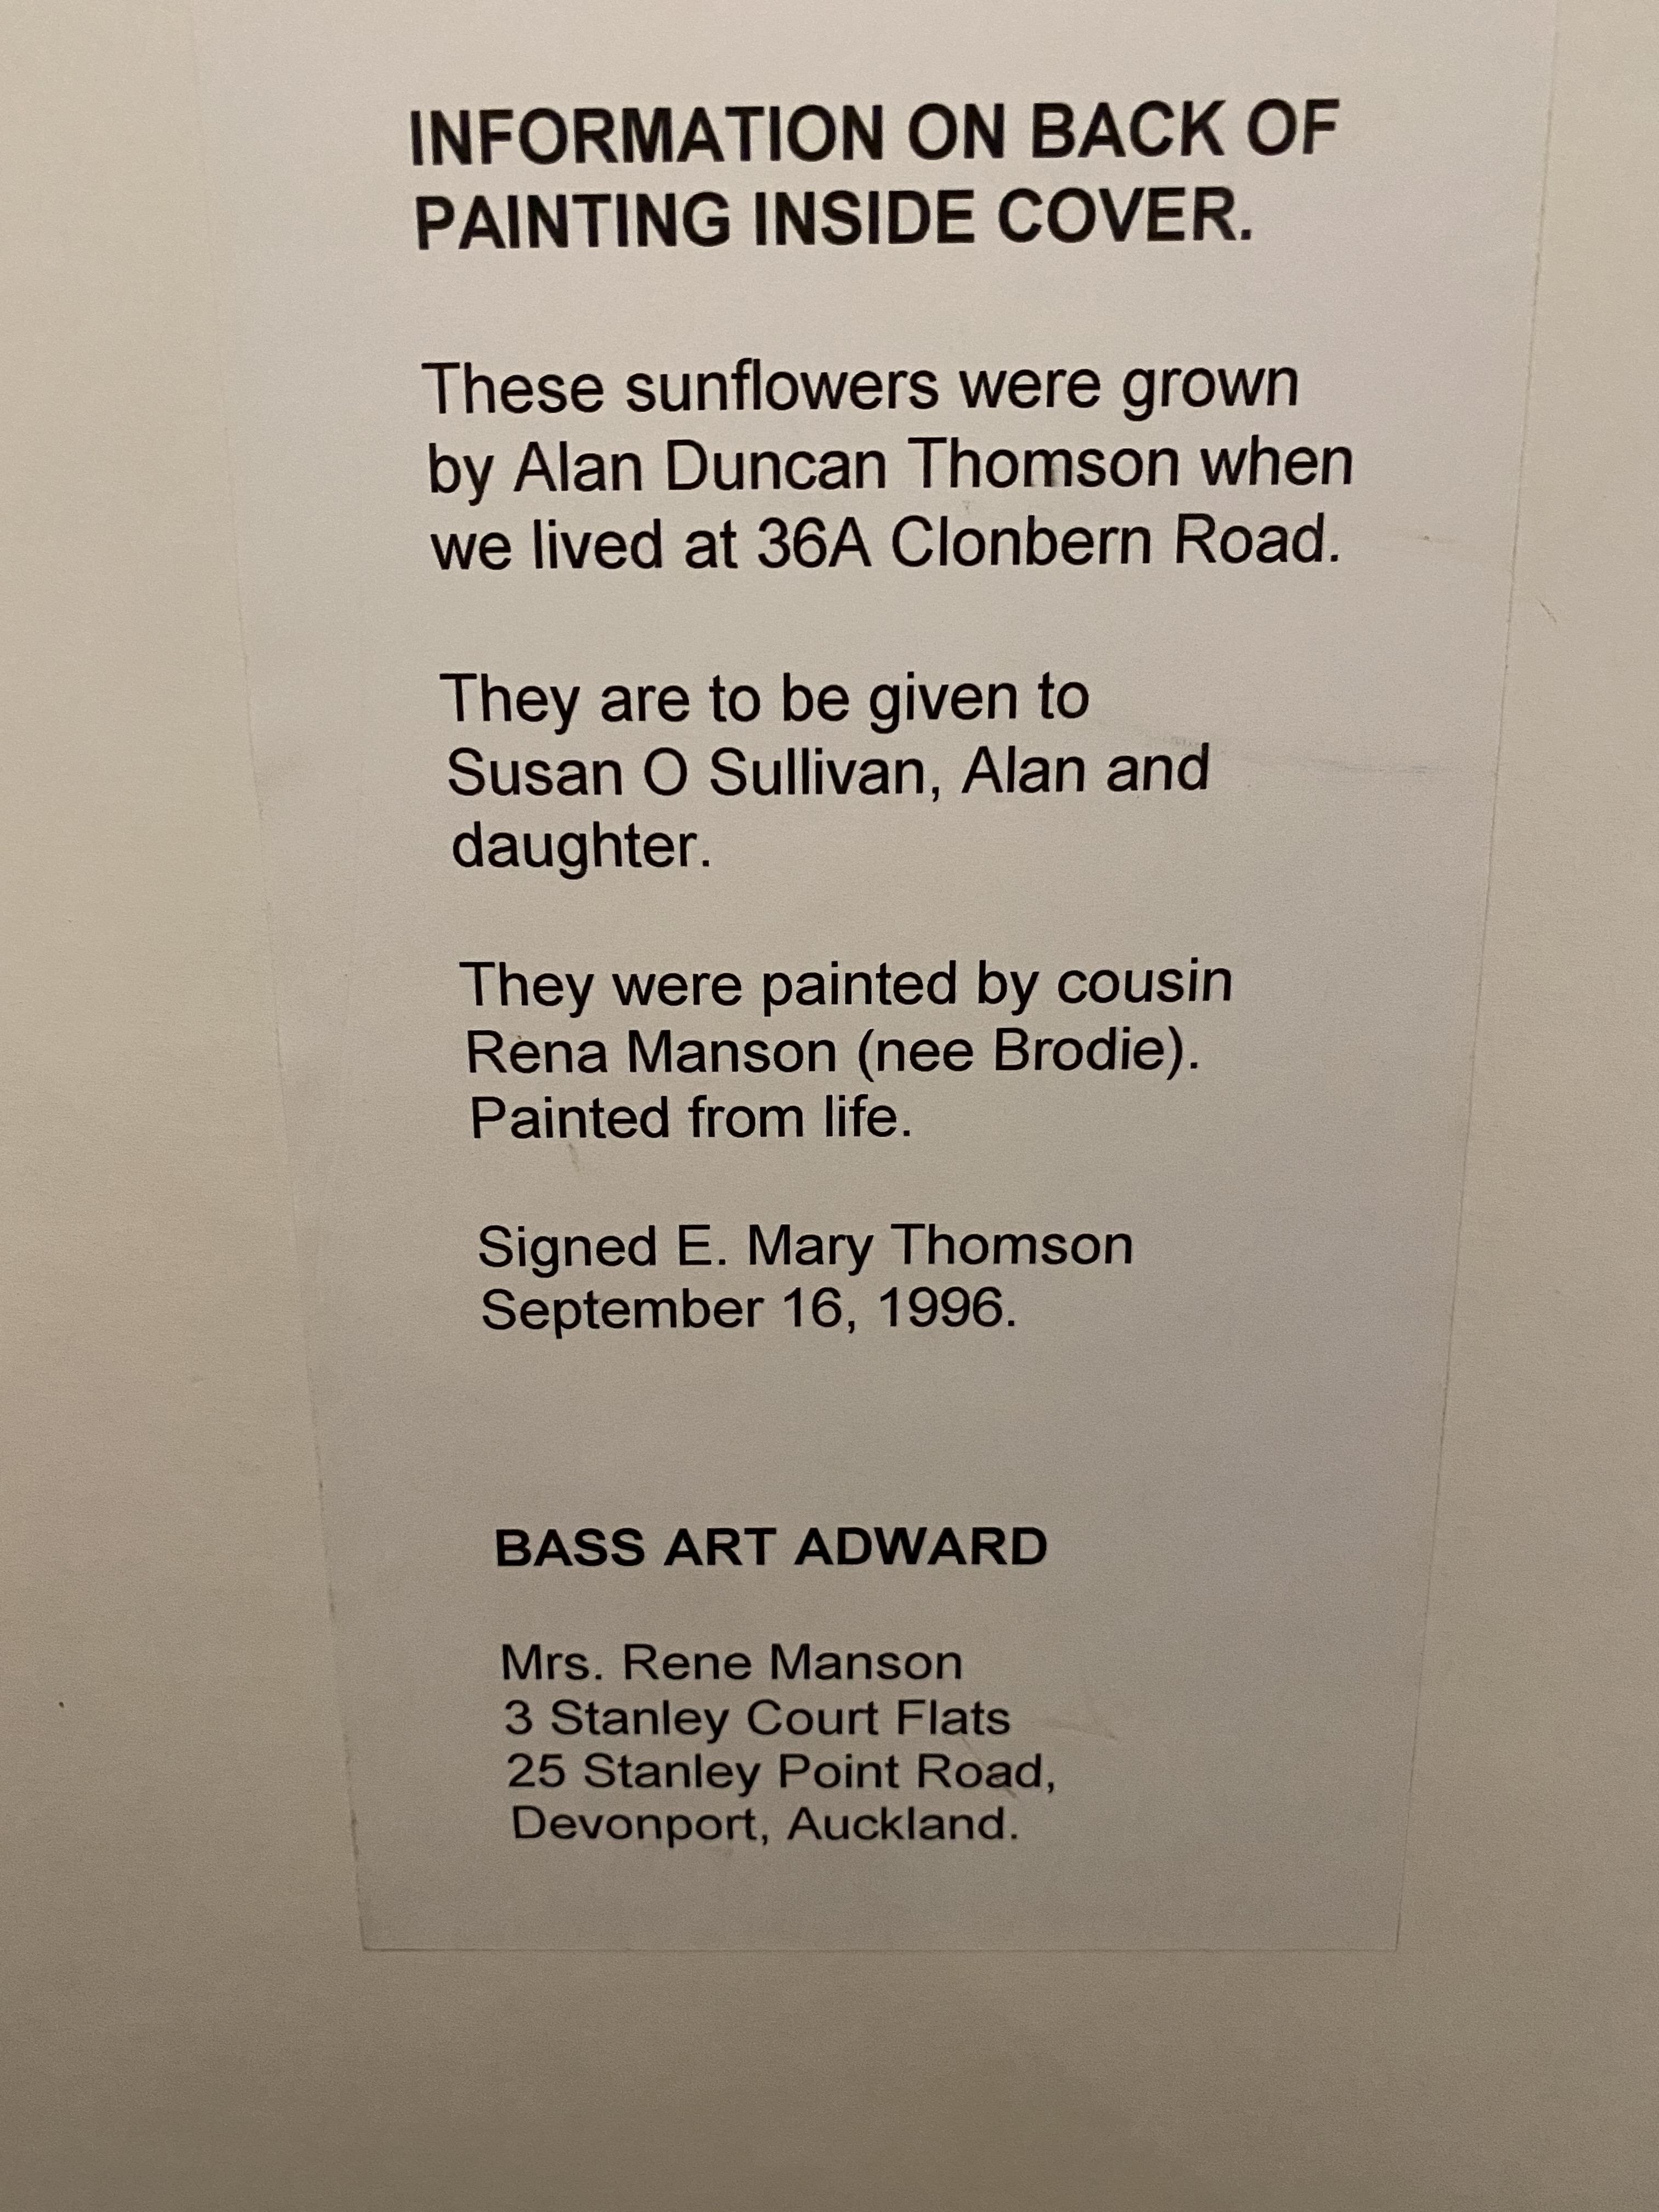 INFORMATION ON BACK OF
PAINTING INSIDE COVER.
These sunflowers were grown
by Alan Duncan Thomson when
we lived at 36A Clonbern Road.
They are to be given to
Susan O Sullivan, Alan and
daughter.
They were painted by cousin
Rena Manson (nee Brodie).
Painted from life.
Signed E. Mary Thomson
September 16, 1996.
BASS ART ADWARD
Mrs. Rene Manson
3 Stanley Court Flats
25 Stanley Point Road,
Devonport, Auckland.